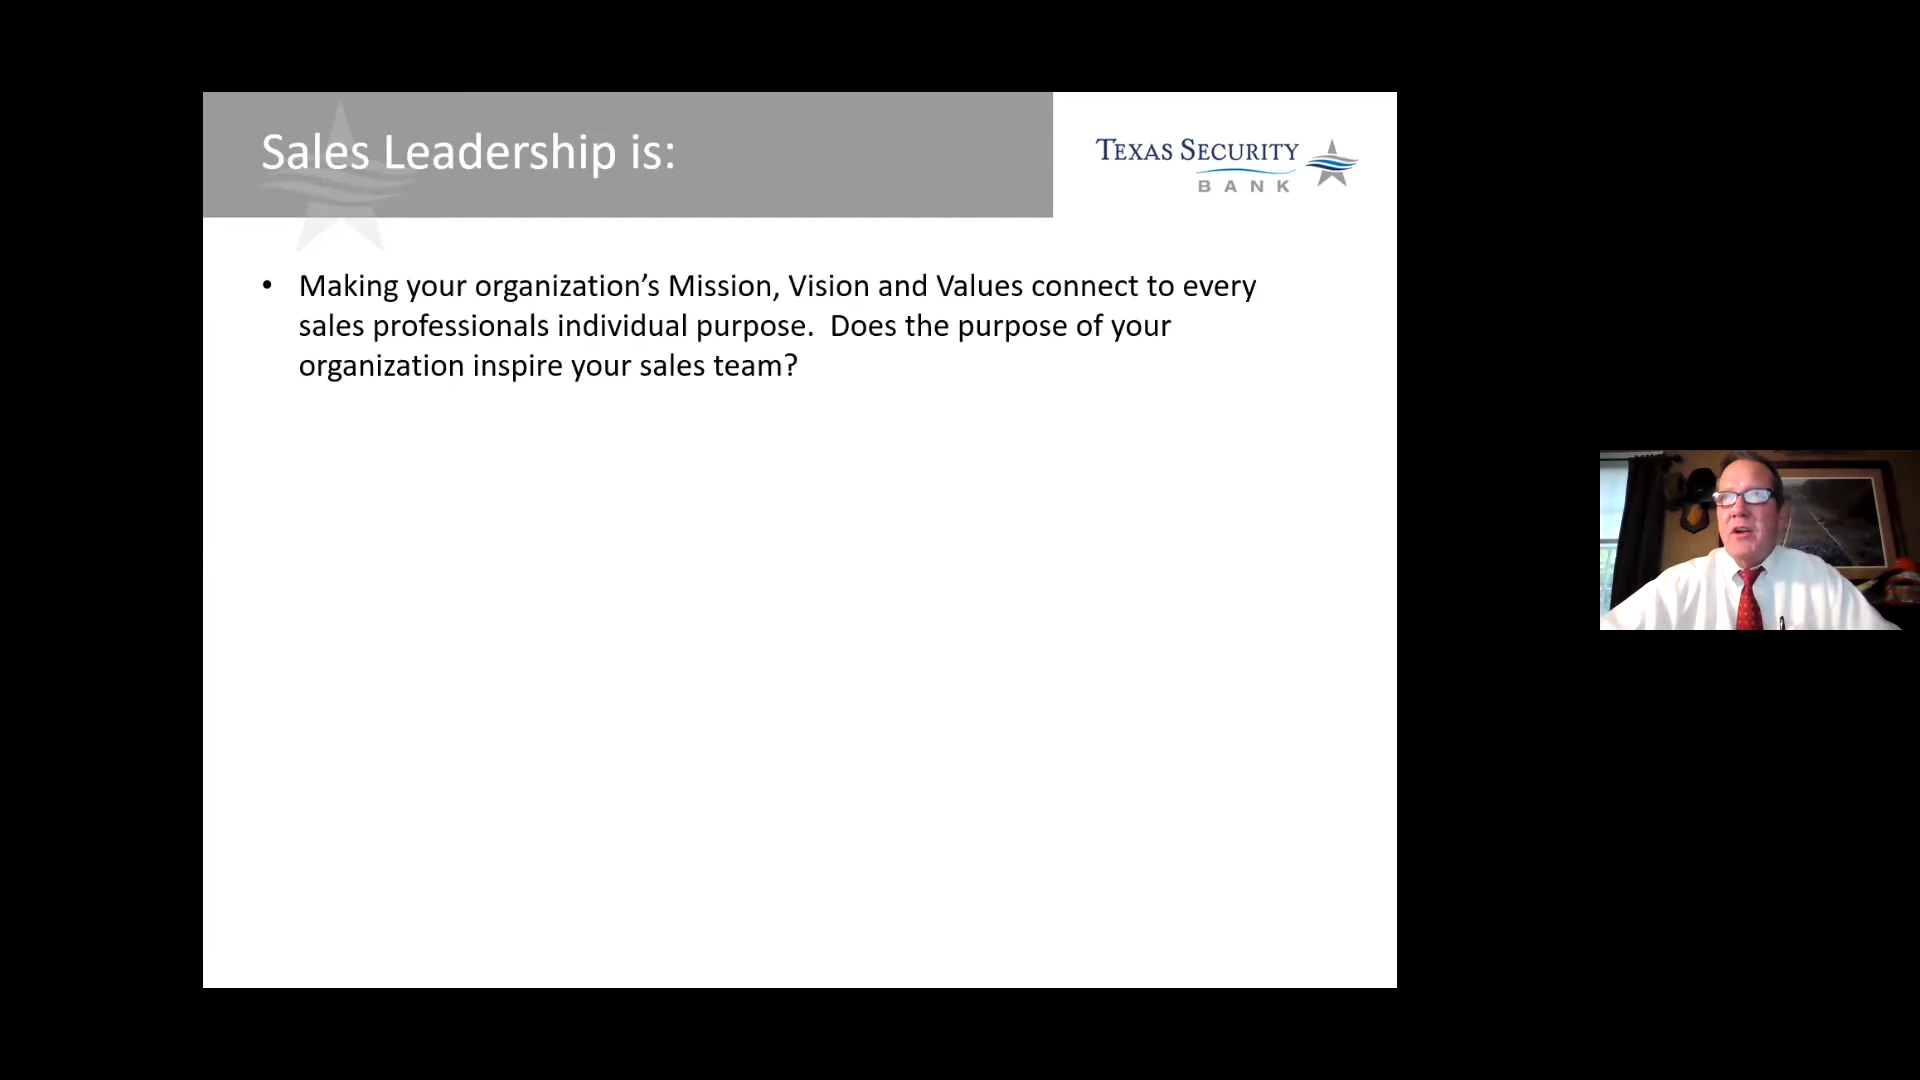 Sales Leadership is:
TEXAS SECURITY
BANK
• Making your organization’s Mission, Vision and Values connect to every
sales professionals individual purpose.  Does the purpose of your
organization inspire your sales team?